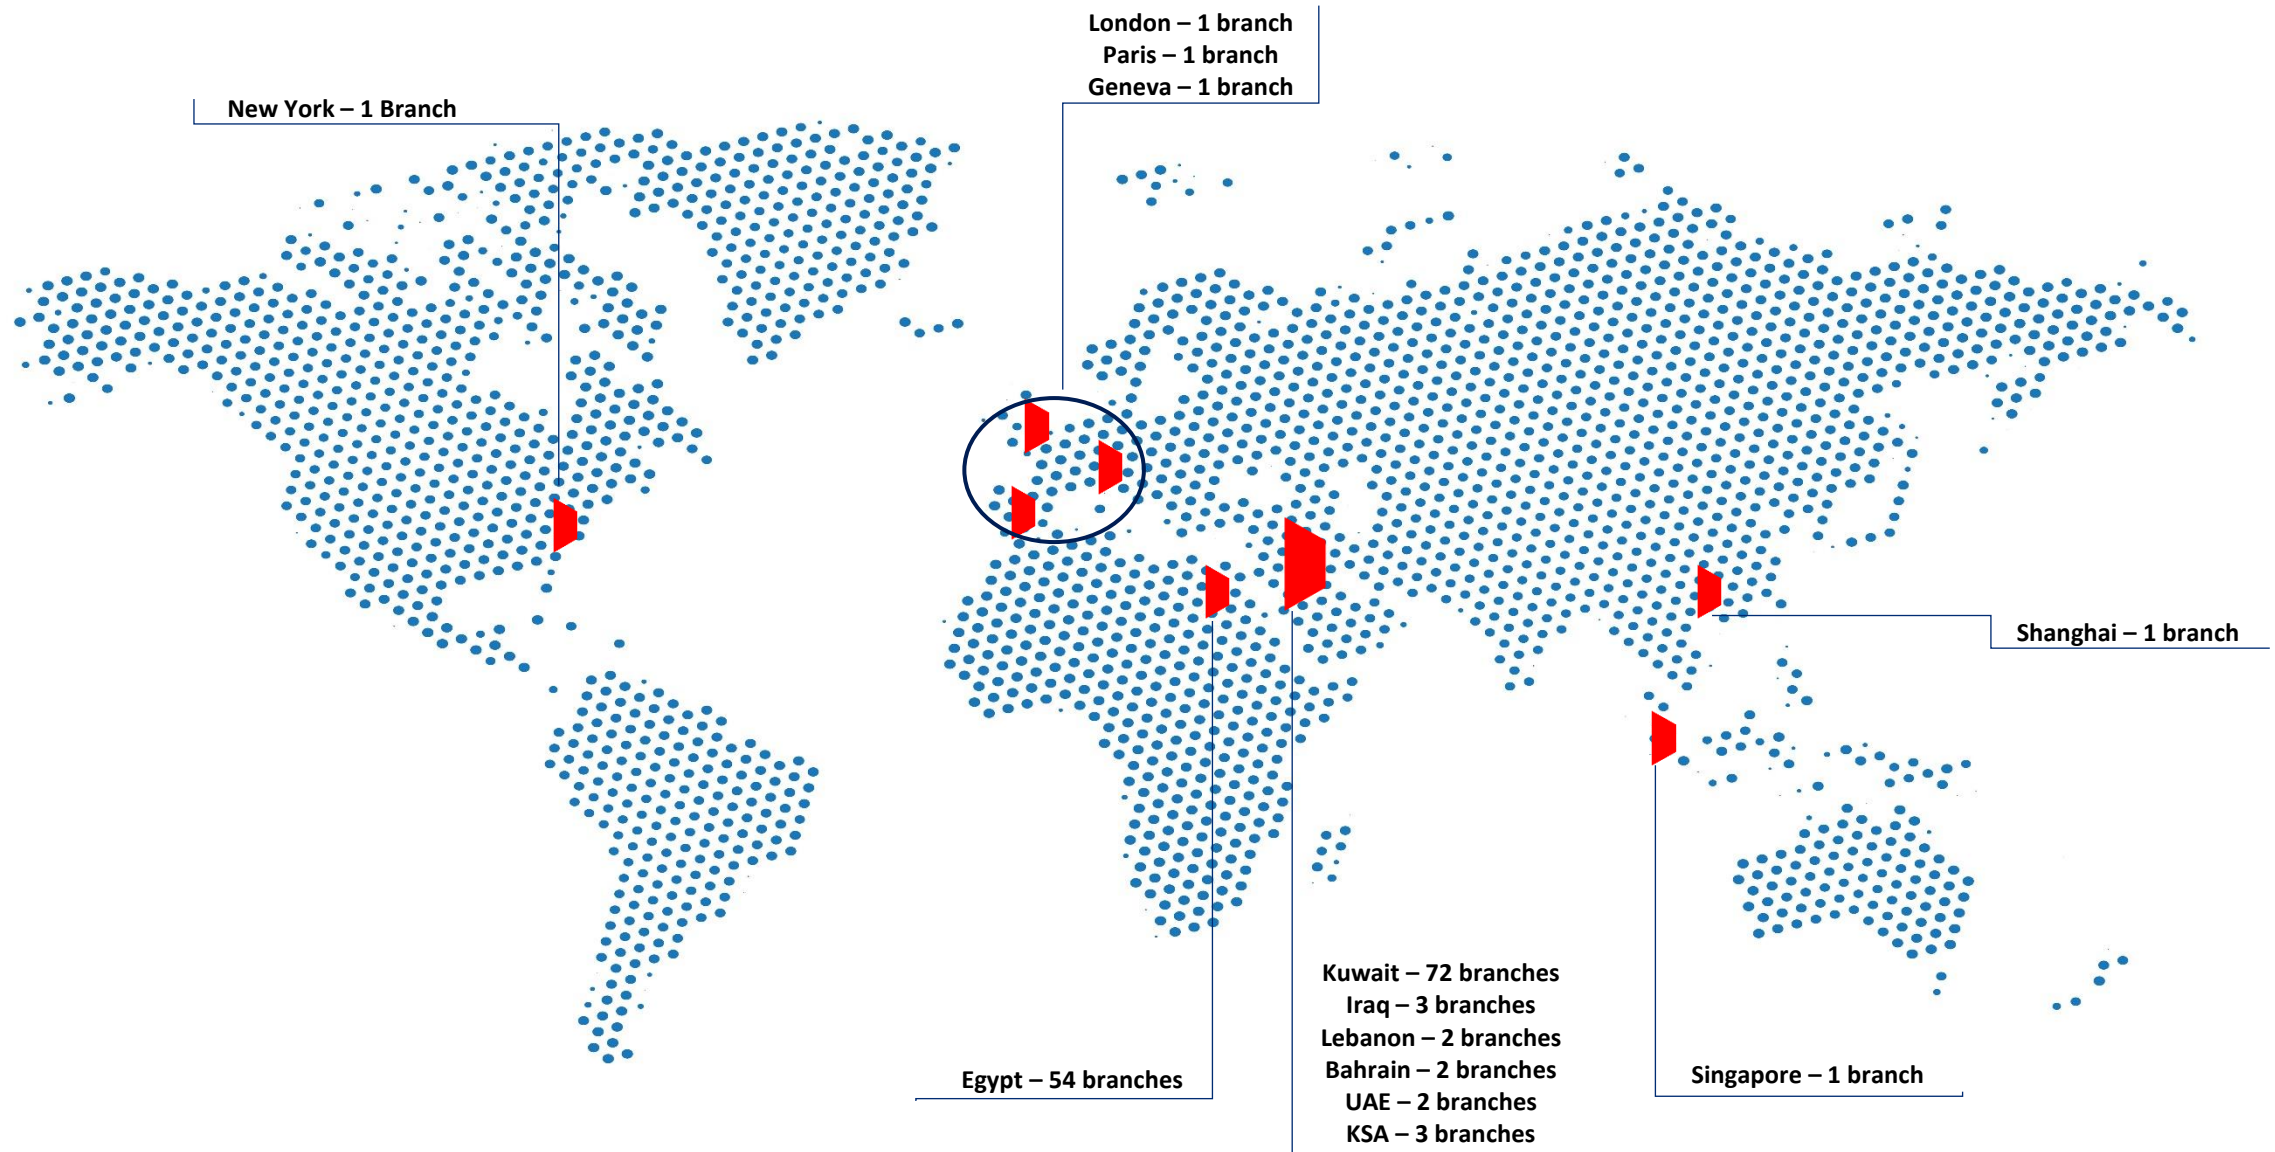 London – 1 branch
Paris – 1 branch
Geneva – 1 branch
New York – 1 Branch
Shanghai – 1 branch
Kuwait – 72 branches
Iraq – 3 branches
Lebanon – 2 branches
Bahrain – 2 branches
UAE – 2 branches
KSA – 3 branches
Egypt – 54 branches
Singapore – 1 branch